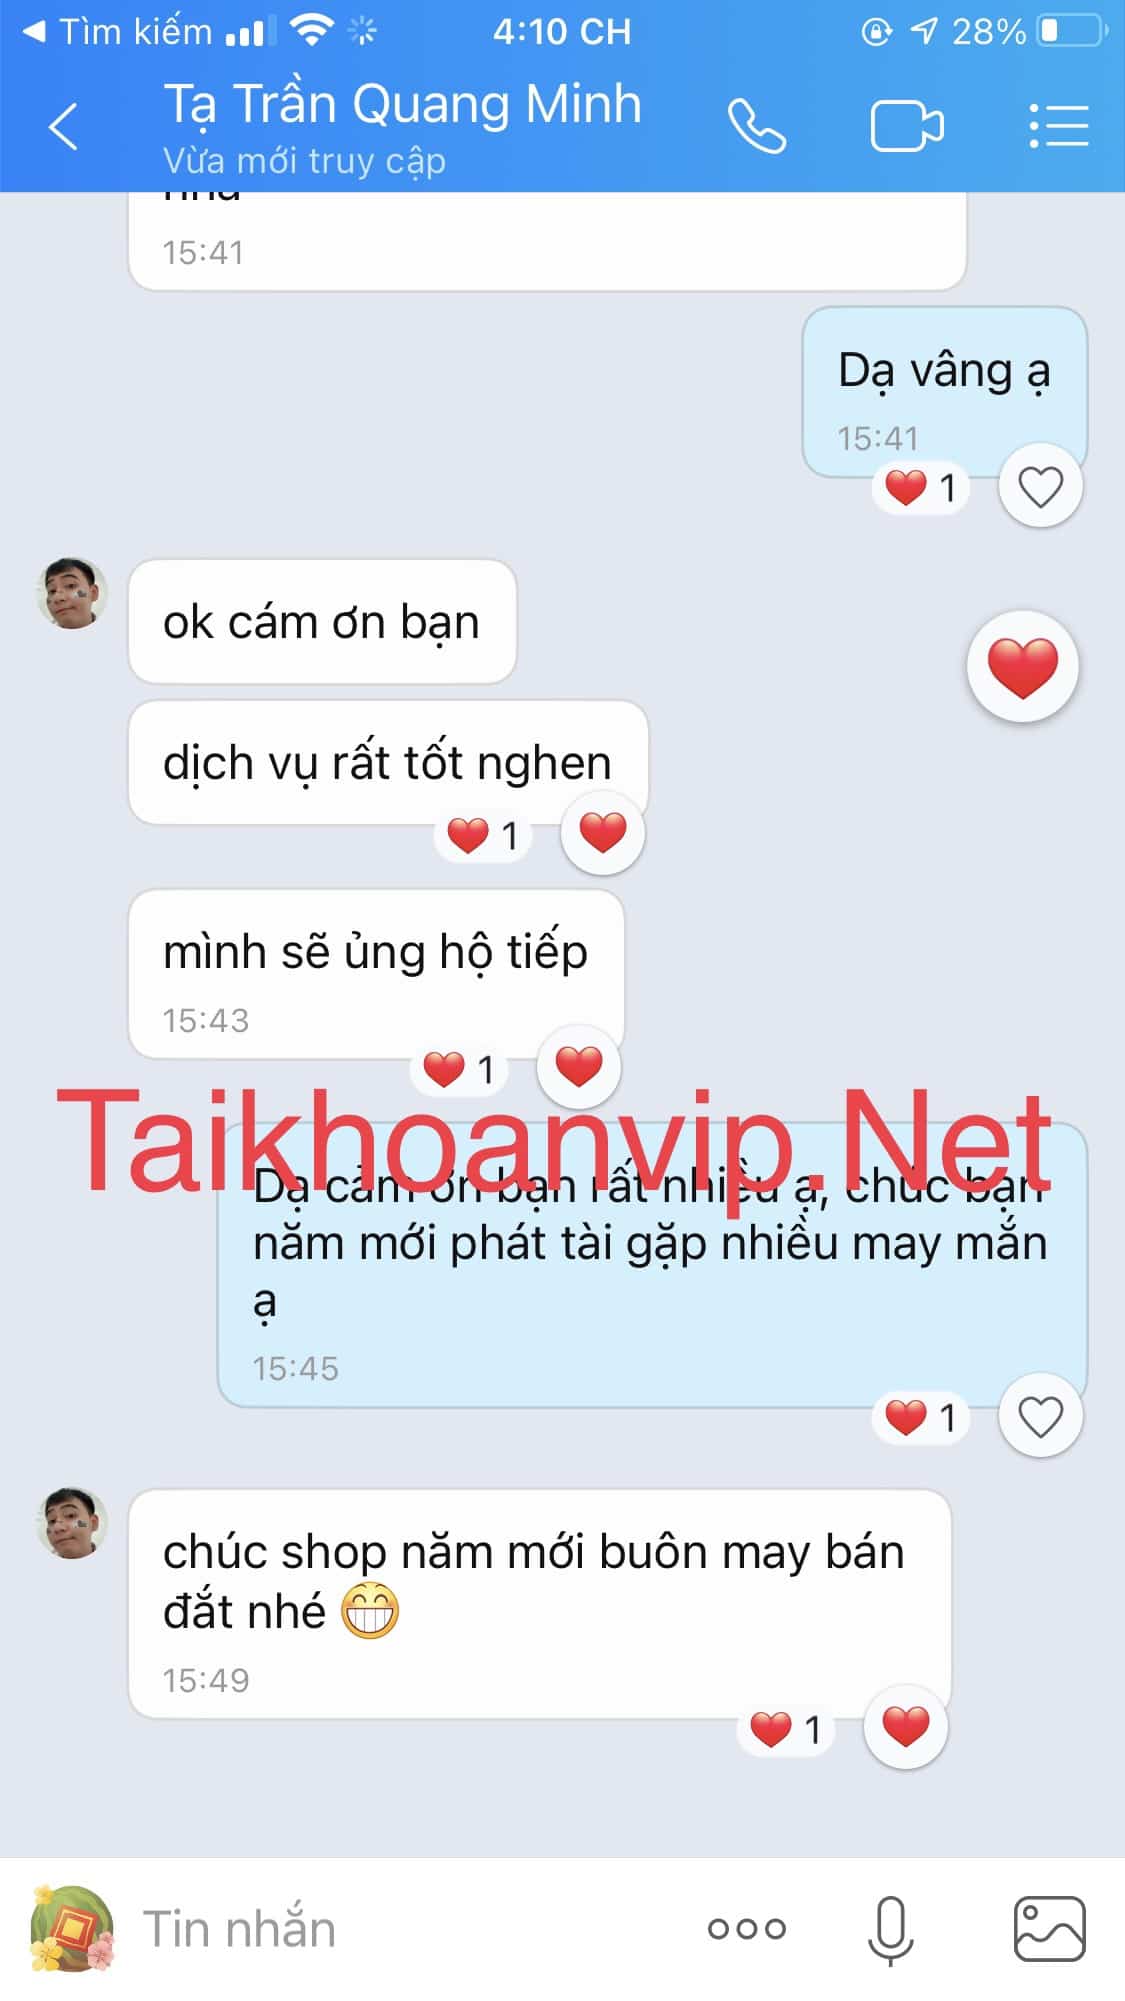 Tìm kiếm
4:10 CH
28%
Tạ Trần Quang Minh
Vừa mới truy cập
15:41
Dạ vâng ạ
15:41
1
ok cám ơn bạn
dịch vụ rất tốt nghen
1
mình sẽ ủng hộ tiếp
15:43
1
Taikhoanvip.Net
Dạ cảm ơn bạn rất nhiều ạ, chúc bạn
năm mới phát tài gặp nhiều may mắn
ạ
15:45
1
chúc shop năm mới buôn may bán
đắt nhé
15:49
1
Tin nhắn